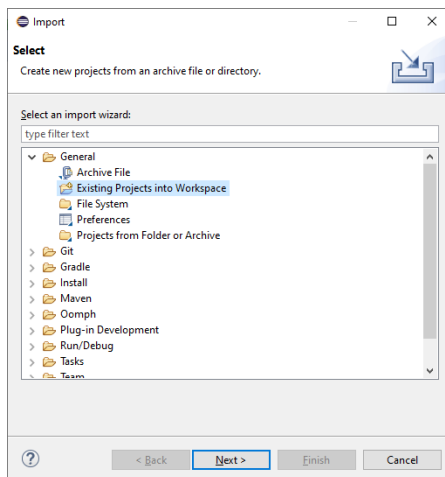 Import
Select
Create new projects from an archive file or directory.
Select an import wizard:
type filter text
General
Archive File
Existing Projects into Workspace
File System
Preferences
Projects from Folder or Archive
Git
Gradle
Install
Maven
Oomph
Plug-in Development
Run/Debug
Tasks
Team
? < Back Next > Finish Cancel